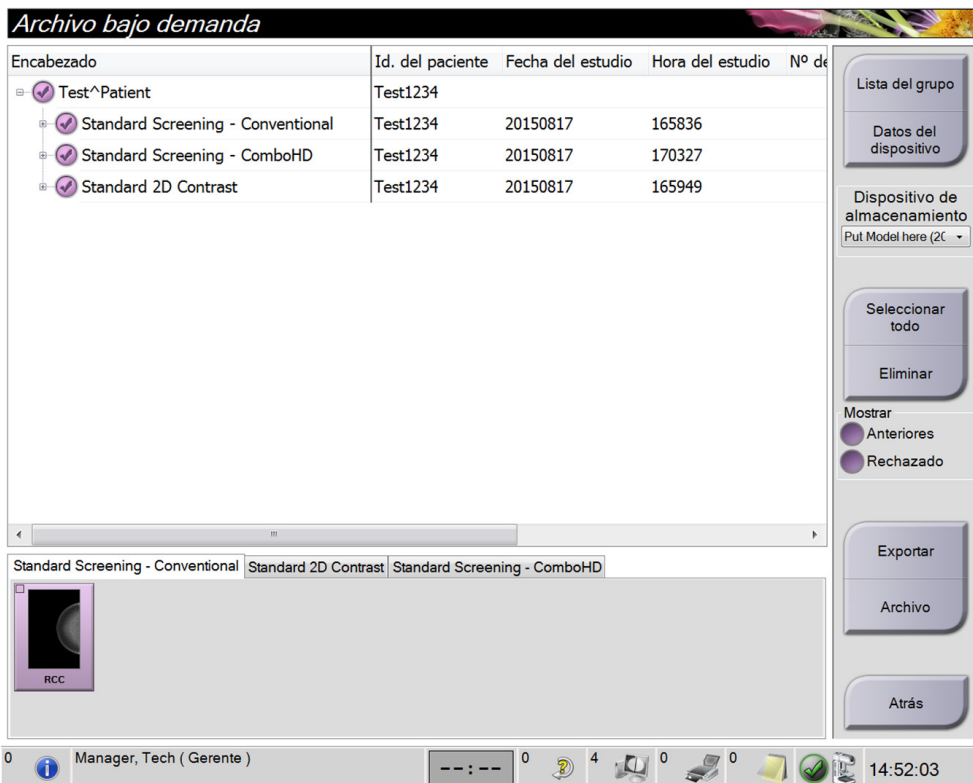 Archivo bajo demanda
Encabezado Id. del paciente Fecha del estudio Hora del estudio Nº de
Test^Patient Test1234
Standard Screening - Conventional Test1234 20150817 165836
Standard Screening - ComboHD Test1234 20150817 170327
Standard 2D Contrast Test1234 20150817 165949
Standard Screening - Conventional Standard 2D Contrast Standard Screening - ComboHD
RCC
Lista del grupo
Datos del
dispositivo
Dispositivo de
almacenamiento
Put Model here (20
Seleccionar
todo
Eliminar
Mostrar
Anteriores
Rechazado
Exportar
Archivo
Atrás
0 Manager, Tech ( Gerente ) --:-- 0 4 0 0 14:52:03